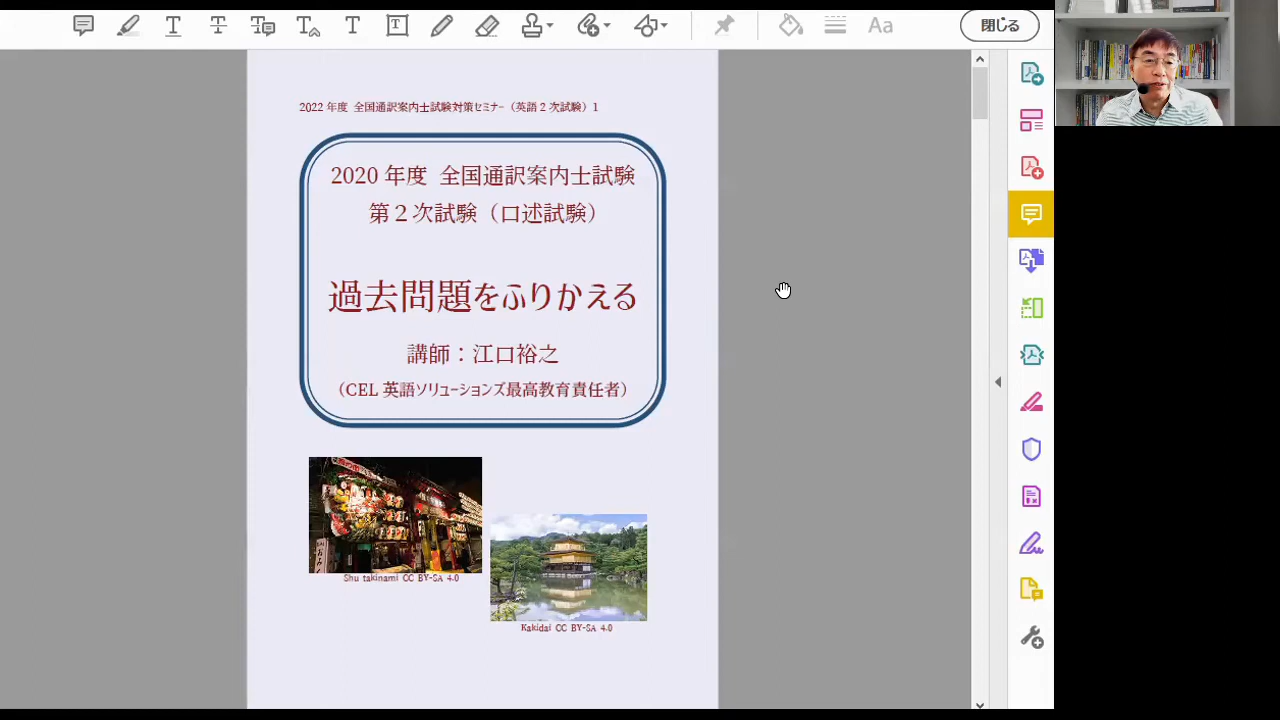 閉じる
2022 年度 全国通訳案内士試験対策セミナー（英語２次試験）1
2020 年度 全国通訳案内士試験
第２次試験（口述試験）
過去問題をふりかえる
講師：江口裕之
（CEL 英語ソリューションズ最高教育責任者）
Shu takinami CC BY-SA 4.0
Kakidai CC BY-SA 4.0
Aa